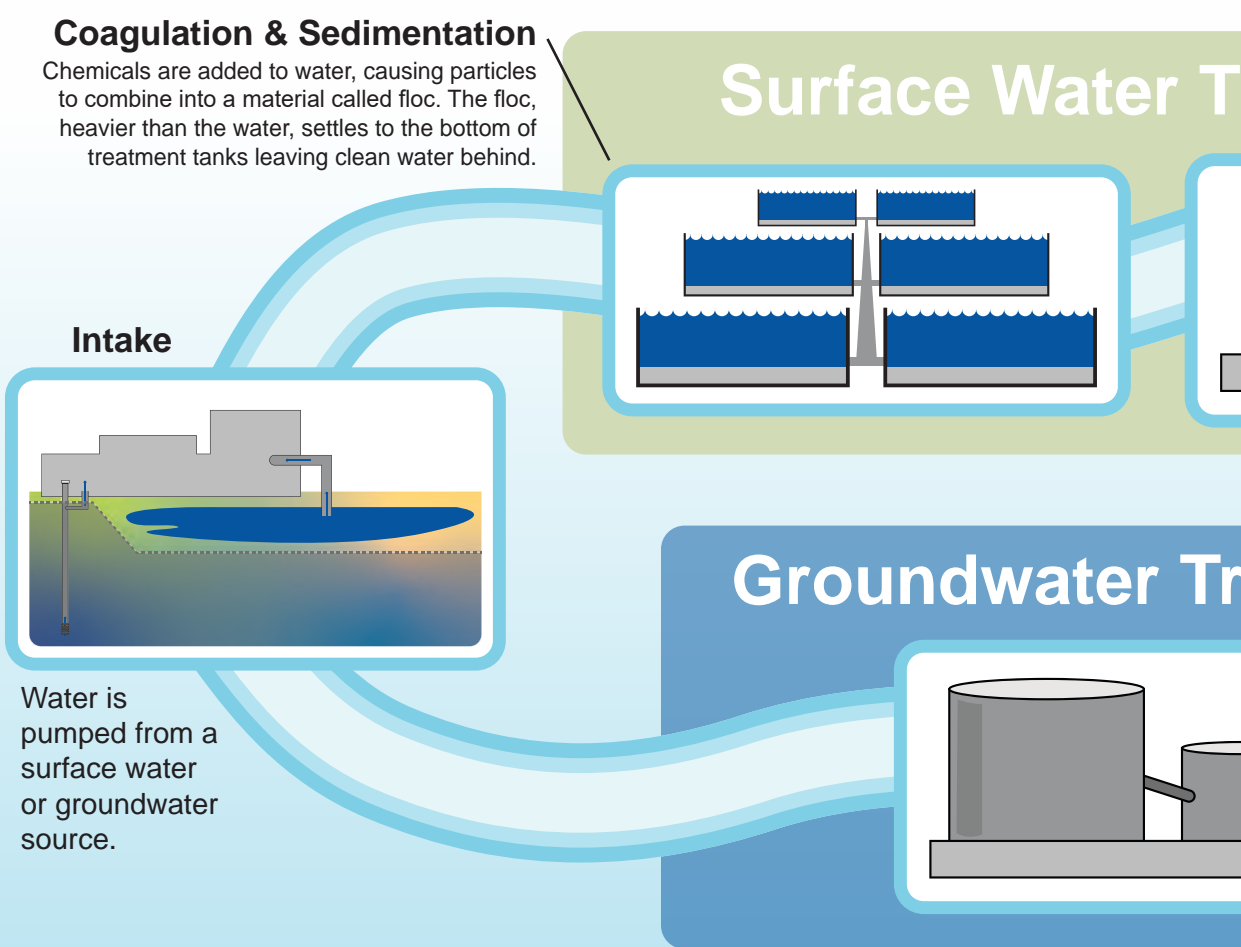 Coagulation & Sedimentation
Chemicals are added to water, causing particles
to combine into a material called floc. The floc,
heavier than the water, settles to the bottom of
treatment tanks leaving clean water behind.
Surface Water T
Intake
Water is
pumped from a
surface water
or groundwater
source.
Groundwater Tr